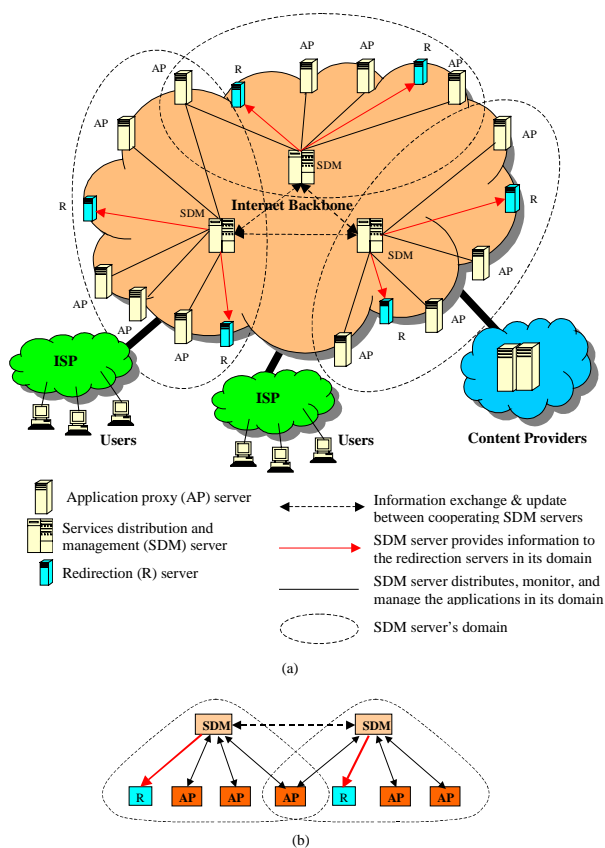 AP
AP
AP
R
AP
R
AP
AP
SDM
Internet Backbone
R
SDM
R
SDM
AP
AP
AP
AP
R
R
AP
AP
ISP
Users
ISP
Users
Content Providers
Application proxy (AP) server
Services distribution and
management (SDM) server
Redirection (R) server
Information exchange & update
between cooperating SDM servers
SDM server provides information to
the redirection servers in its domain
SDM server distributes, monitor, and
manage the applications in its domain
SDM server's domain
(a)
SDM
SDM
R
AP
AP
AP
R
AP
AP
(b)